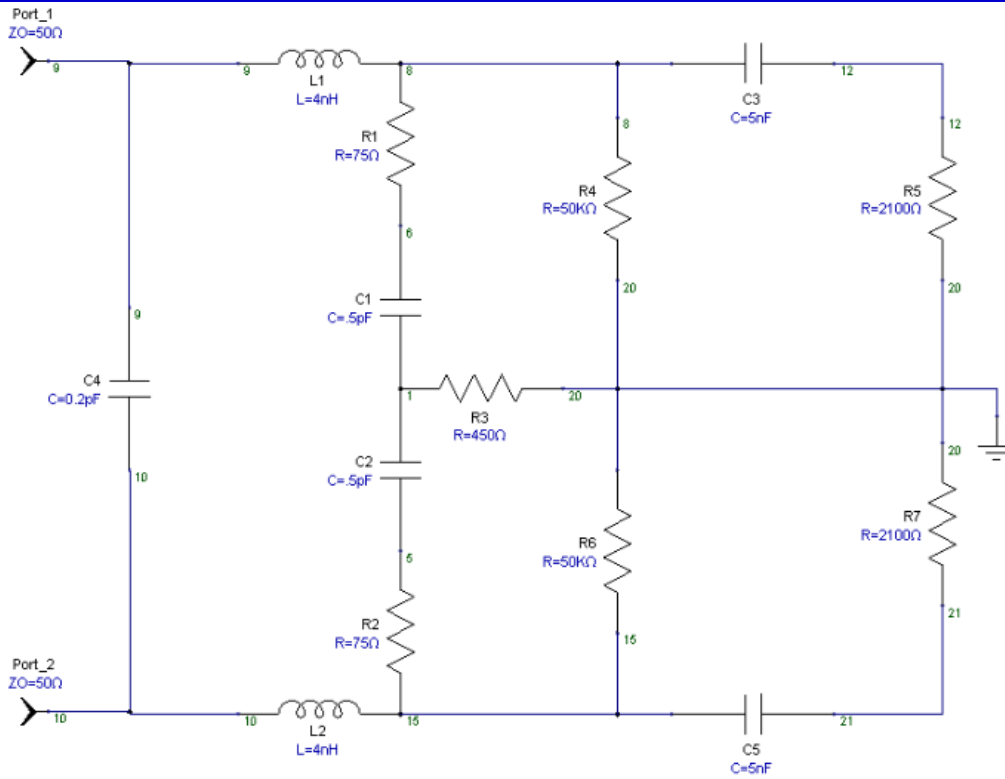 Port_1
ZO=50Ω
9
9
L1
L=4nH
8
C3
C=5nF
12
R1
R=75Ω
8
R4
R=50KΩ
12
R5
R=2100Ω
6
20
20
C1
C=.5pF
9
C4
C=0.2pF
1
R3
R=450Ω
20
20
C2
C=.5pF
10
R7
R=2100Ω
R6
R=50KΩ
5
R2
R=75Ω
15
21
Port_2
ZO=50Ω
10
10
L2
L=4nH
15
C5
C=5nF
21